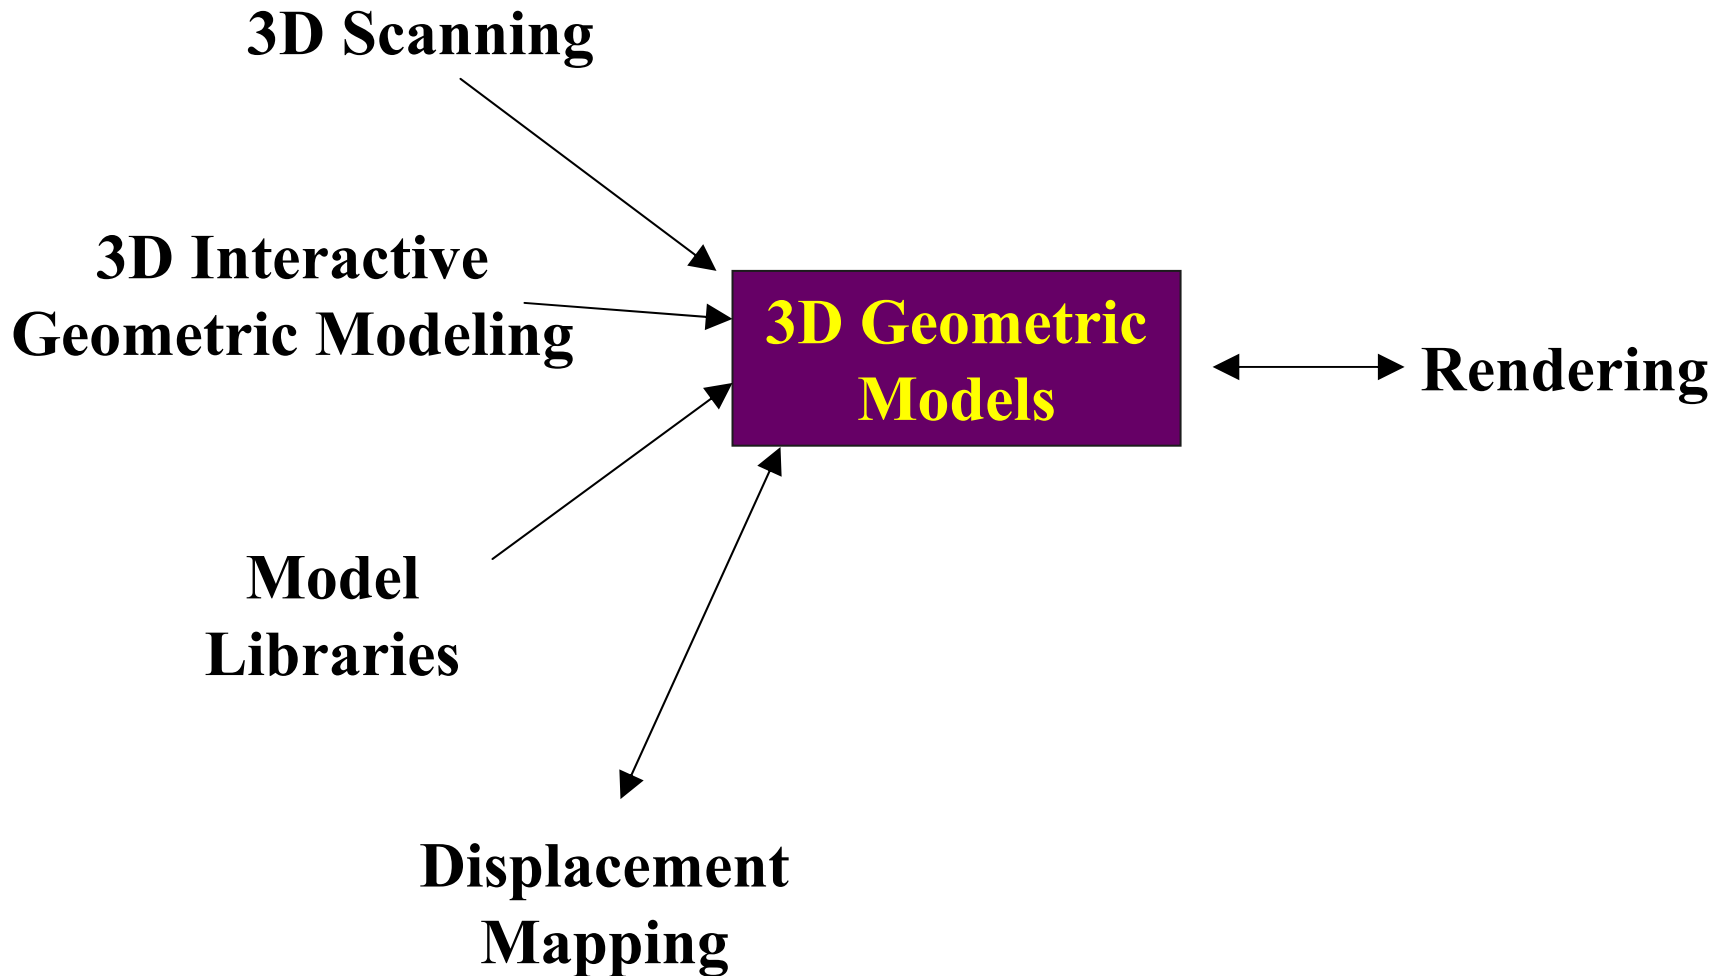 3D Scanning
3D Interactive
Geometric Modeling
3D Geometric
Models
Rendering
Model
Libraries
Displacement
Mapping